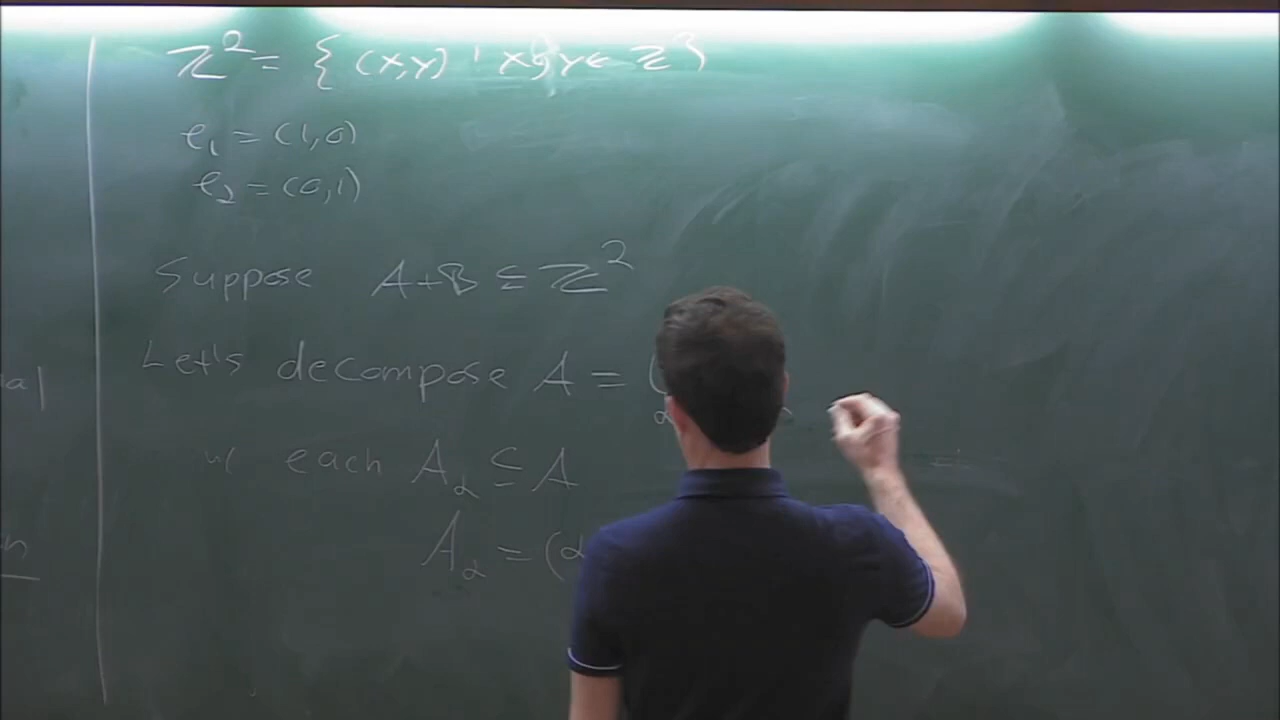 ℤ² = { (x,y) : x,y ∈ ℤ }
e₁ = (1,0)
e₂ = (0,1)
Suppose A+B ⊆ ℤ²
Let's decompose A =
w/ each A_α ⊆ A
A_α = (α